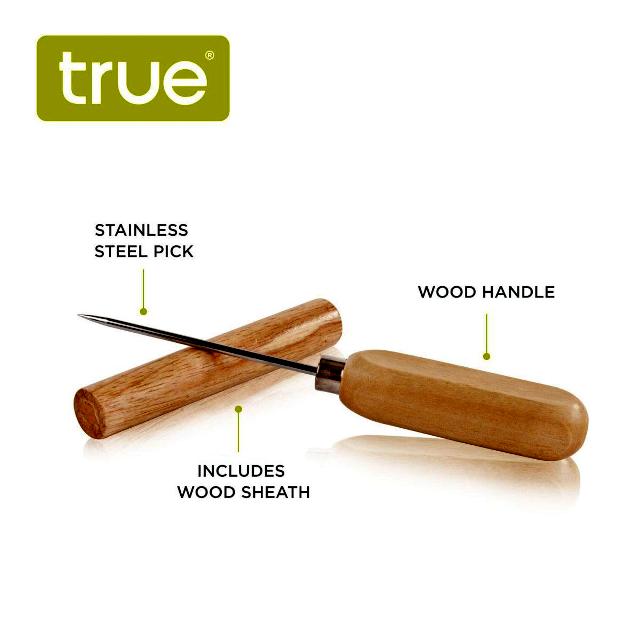 true®
STAINLESS
STEEL PICK
WOOD HANDLE
INCLUDES
WOOD SHEATH